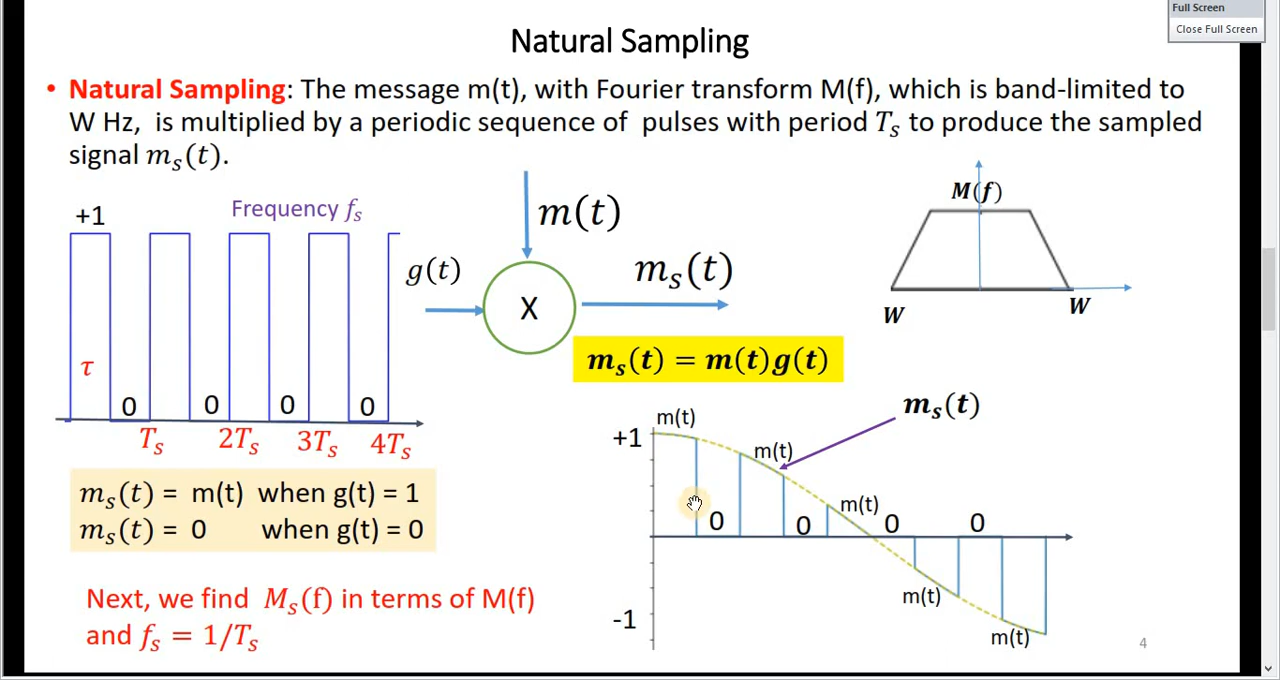 Full Screen
Close Full Screen
Natural Sampling
• Natural Sampling: The message m(t), with Fourier transform M(f), which is band-limited to
W Hz, is multiplied by a periodic sequence of pulses with period Tₛ to produce the sampled
signal mₛ(t).
+1
Frequency fₛ
τ
0
0
0
0
Tₛ
2Tₛ
3Tₛ
4Tₛ
m(t)
g(t)
X
mₛ(t)
mₛ(t) = m(t)g(t)
M(f)
W
W
mₛ(t) = m(t) when g(t) = 1
mₛ(t) = 0 when g(t) = 0
Next, we find Mₛ(f) in terms of M(f)
and fₛ = 1/Tₛ
mₛ(t)
m(t)
+1
m(t)
m(t)
0
0
0
0
m(t)
-1
m(t)
4